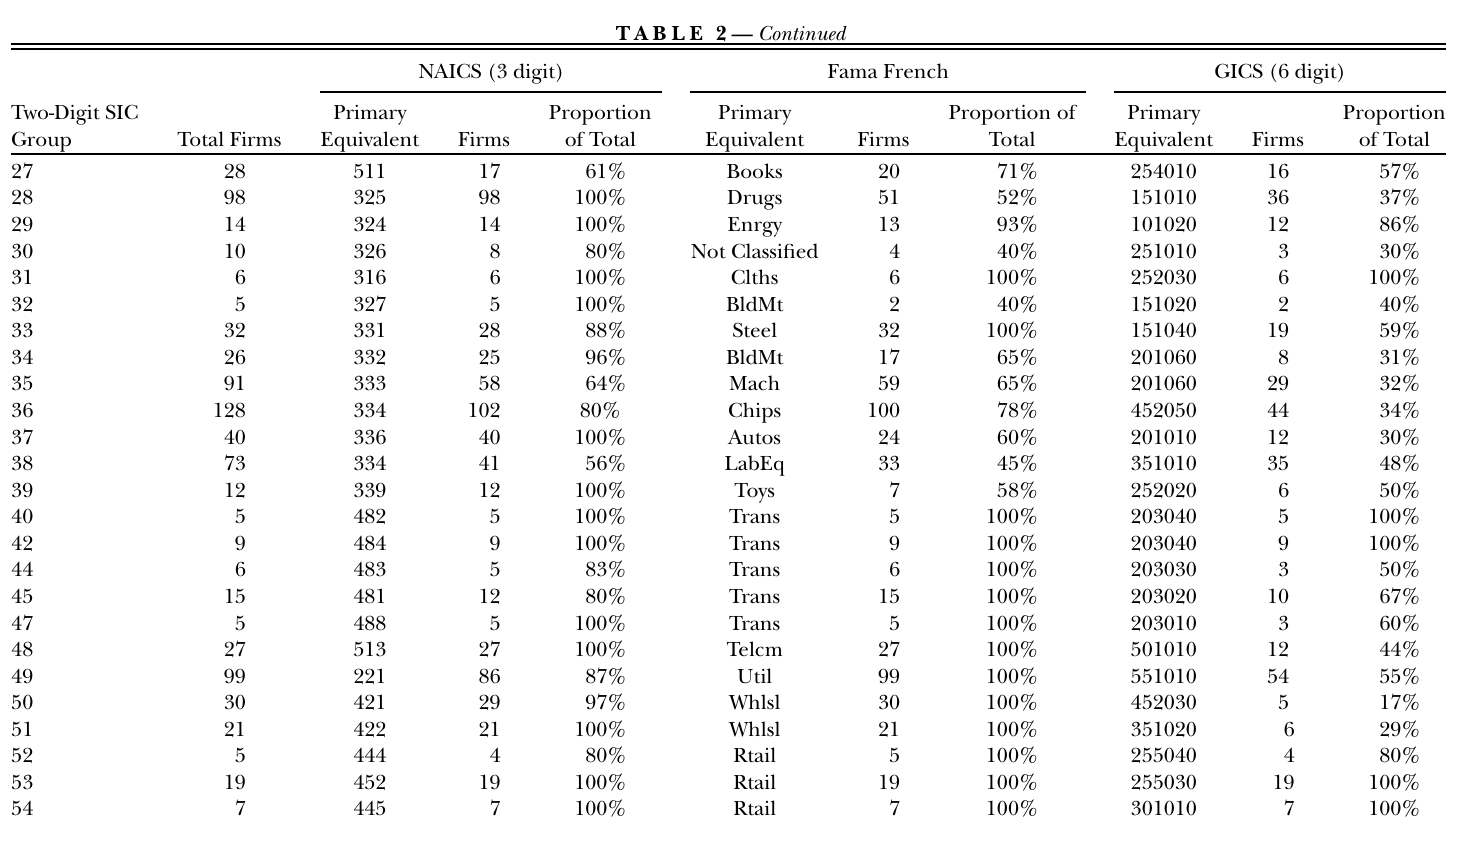 TABLE 2—Continued
NAICS (3 digit) Fama French GICS (6 digit)
Two-Digit SIC Primary Proportion Primary Proportion of Primary Proportion
Group Total Firms Equivalent Firms of Total Equivalent Firms Total Equivalent Firms of Total
27 28 511 17 61% Books 20 71% 254010 16 57%
28 98 325 98 100% Drugs 51 52% 151010 36 37%
29 14 324 14 100% Enrgy 13 93% 101020 12 86%
30 10 326 8 80% Not Classified 4 40% 251010 3 30%
31 6 316 6 100% Clths 6 100% 252030 6 100%
32 5 327 5 100% BldMt 2 40% 151020 2 40%
33 32 331 28 88% Steel 32 100% 151040 19 59%
34 26 332 25 96% BldMt 17 65% 201060 8 31%
35 91 333 58 64% Mach 59 65% 201060 29 32%
36 128 334 102 80% Chips 100 78% 452050 44 34%
37 40 336 40 100% Autos 24 60% 201010 12 30%
38 73 334 41 56% LabEq 33 45% 351010 35 48%
39 12 339 12 100% Toys 7 58% 252020 6 50%
40 5 482 5 100% Trans 5 100% 203040 5 100%
42 9 484 9 100% Trans 9 100% 203040 9 100%
44 6 483 5 83% Trans 6 100% 203030 3 50%
45 15 481 12 80% Trans 15 100% 203020 10 67%
47 5 488 5 100% Trans 5 100% 203010 3 60%
48 27 513 27 100% Telcm 27 100% 501010 12 44%
49 99 221 86 87% Util 99 100% 551010 54 55%
50 30 421 29 97% Whlsl 30 100% 452030 5 17%
51 21 422 21 100% Whlsl 21 100% 351020 6 29%
52 5 444 4 80% Rtail 5 100% 255040 4 80%
53 19 452 19 100% Rtail 19 100% 255030 19 100%
54 7 445 7 100% Rtail 7 100% 301010 7 100%